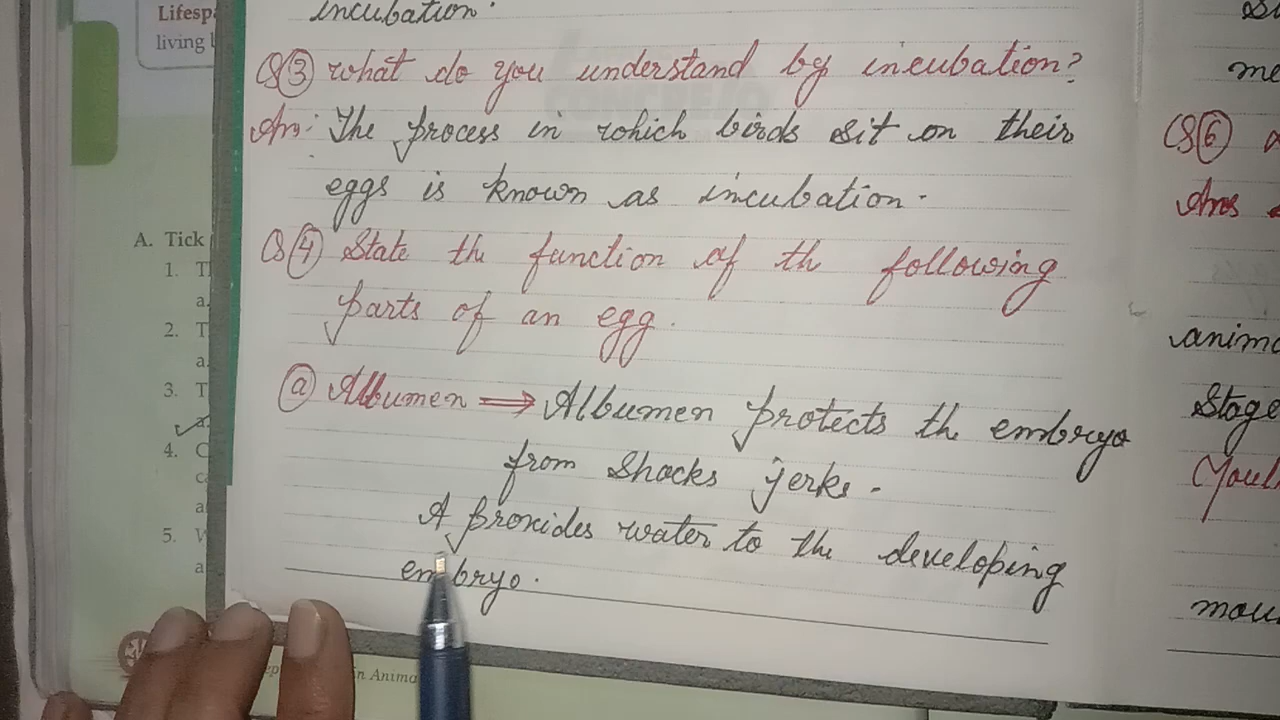 Lifesp
living
incubation.
Q3 what do you understand by incubation?
Ans: The process in which birds sit on their
eggs is known as incubation.
Q4 State the function of th following
parts of an egg.
a Albumen ⇒ Albumen protects the embryo
from Shocks jerks.
A provides water to the developing
embryo.
A. Tick
1. T
a.
2. T
a.
3. T
a.
4. C
a
5.
a
in Anima
me
Q6
Ans
anima
Stage
Moul
mou